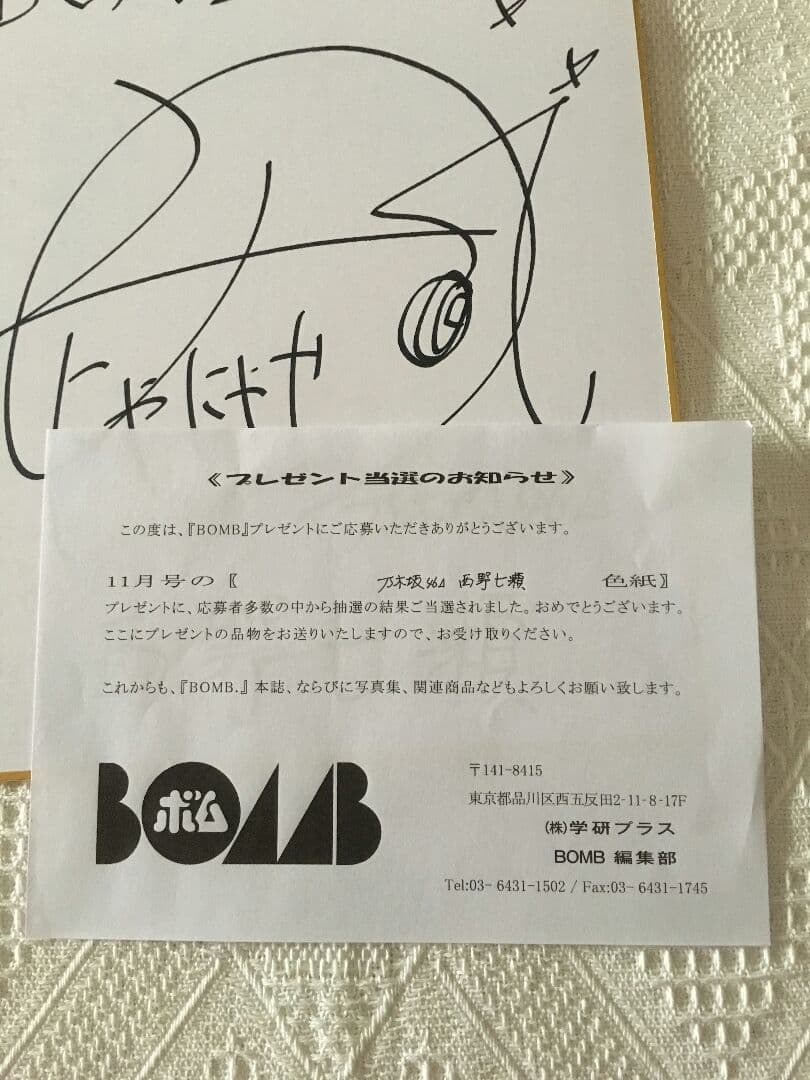 にゃにゃ
《プレゼント当選のお知らせ》
この度は、『BOMB』プレゼントにご応募いただきありがとうございます。
11月号の〖 乃木坂46 西野七瀬 色紙〗
プレゼントに、応募者多数の中から抽選の結果ご当選されました。おめでとうございます。
ここにプレゼントの品物をお送りいたしますので、お受け取りください。
これからも、『BOMB.』本誌、ならびに写真集、関連商品などもよろしくお願い致します。
BOMB
ボム
〒141-8415
東京都品川区西五反田2-11-8-17F
(株)学研プラス
BOMB 編集部
Tel:03- 6431-1502 / Fax:03- 6431-1745